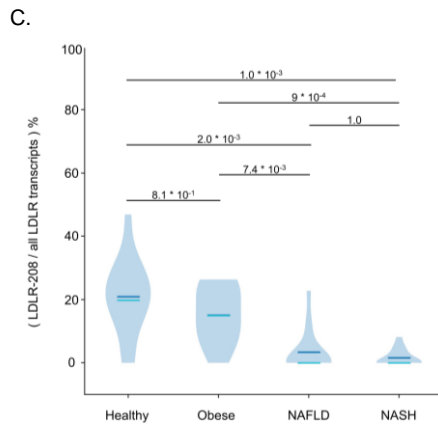 C.
100
80
60
40
20
0
( LDLR-208 / all LDLR transcripts ) %
1.0 * 10⁻³
9 * 10⁻⁴
1.0
2.0 * 10⁻³
7.4 * 10⁻³
8.1 * 10⁻¹
Healthy Obese NAFLD NASH